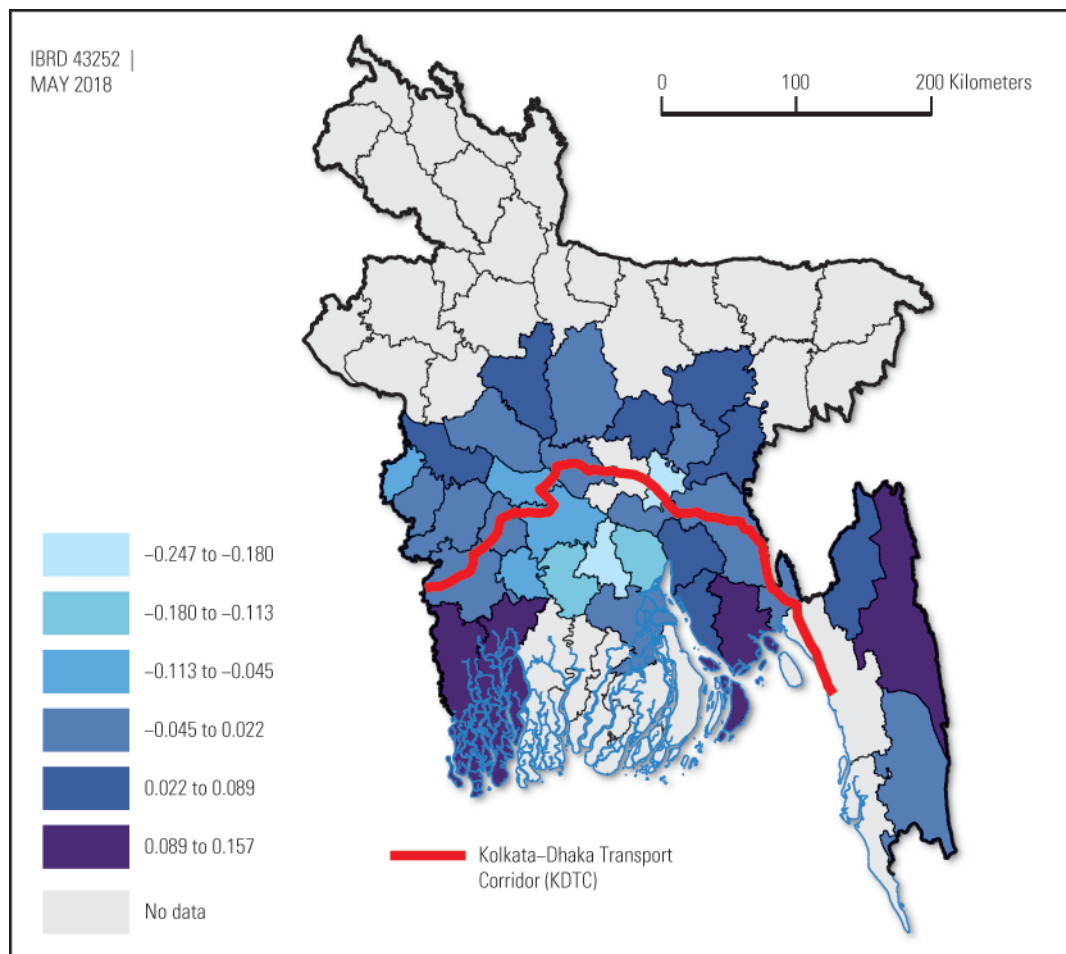 IBRD 43252 |
MAY 2018
0 100 200 Kilometers
−0.247 to −0.180
−0.180 to −0.113
−0.113 to −0.045
−0.045 to 0.022
0.022 to 0.089
0.089 to 0.157
No data
Kolkata–Dhaka Transport
Corridor (KDTC)